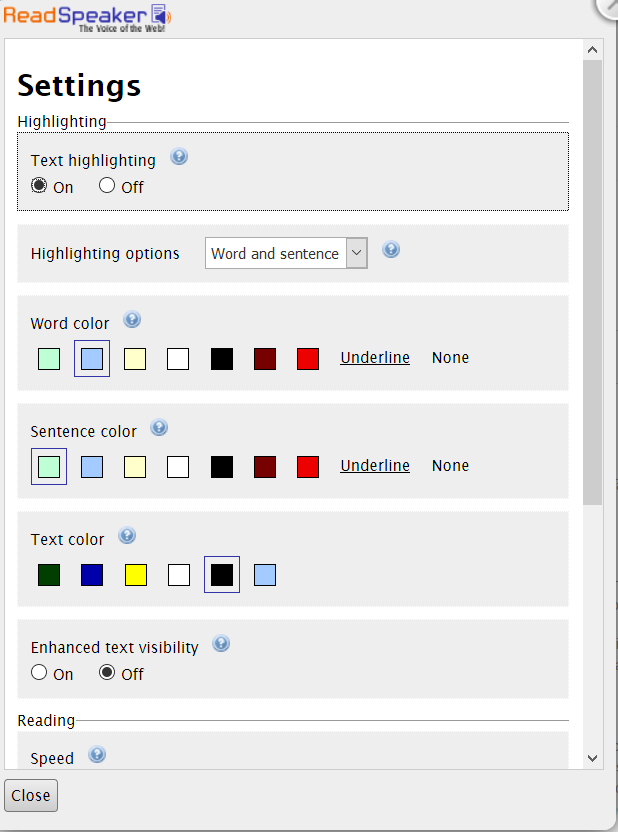 ReadSpeaker
The Voice of the Web!
Settings
Highlighting
Text highlighting ?
On Off
Highlighting options Word and sentence ?
Word color ?
Underline None
Sentence color ?
Underline None
Text color ?
Enhanced text visibility ?
On Off
Reading
Speed ?
Close